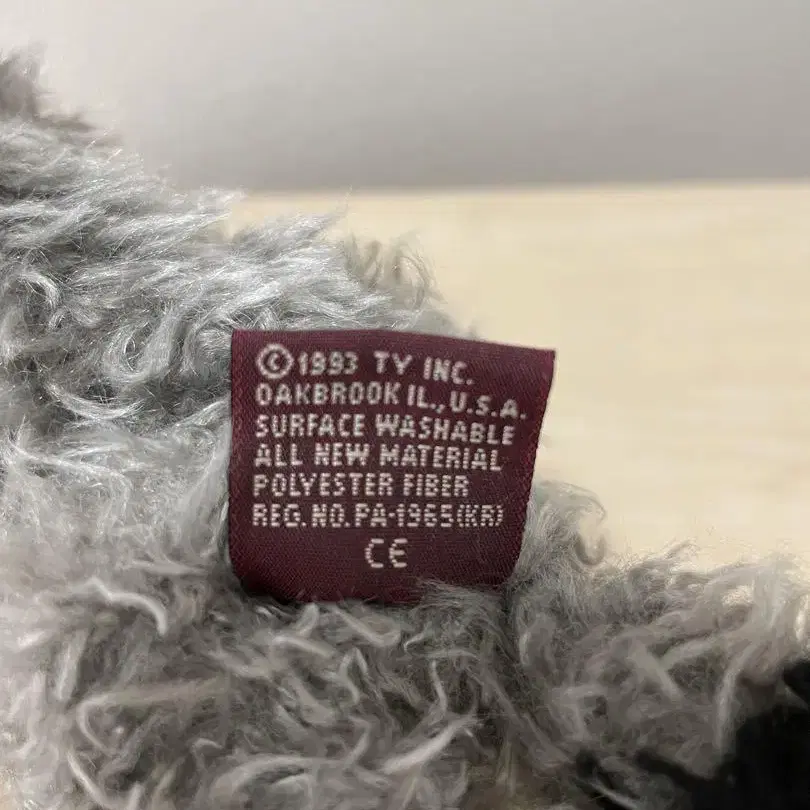 ©1993 TY INC.
OAKBROOK IL., U.S.A.
SURFACE WASHABLE
ALL NEW MATERIAL
POLYESTER FIBER
REG.NO.PA-1965(KR)
CE